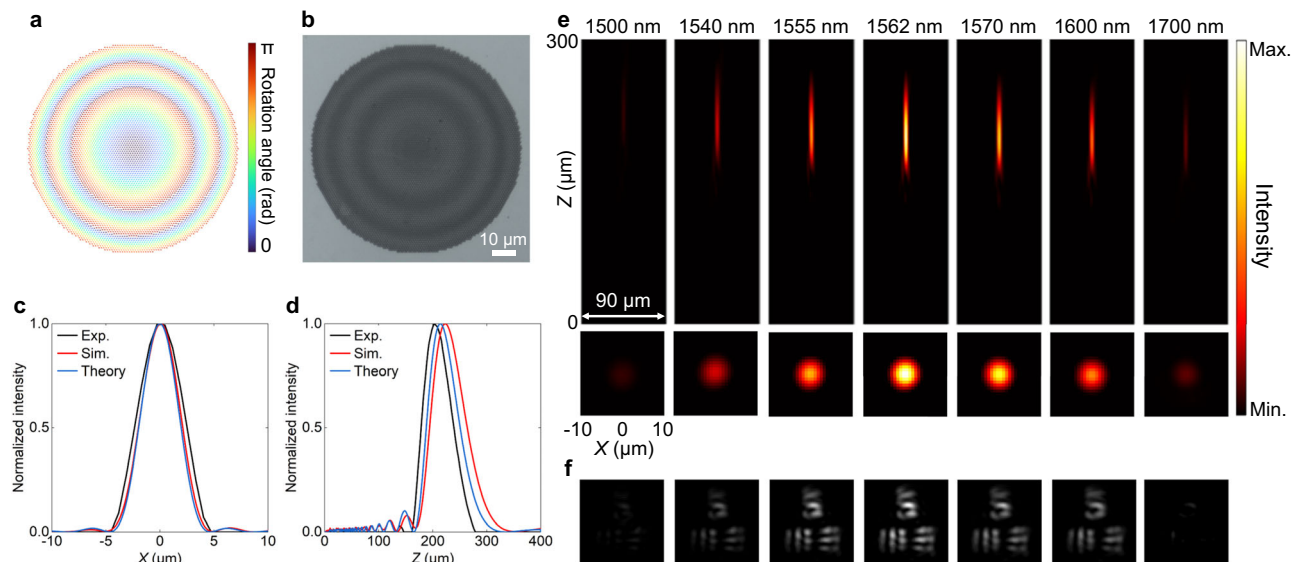 a
π
Rotation angle (rad)
0
b
10 μm
c
Normalized intensity
1.0
0.5
0.0
Exp.
Sim.
Theory
-10
-5
0
5
10
X (μm)
d
Normalized intensity
1.0
0.5
0.0
Exp.
Sim.
Theory
0
100
200
300
400
Z (μm)
e
1500 nm 1540 nm 1555 nm 1562 nm 1570 nm 1600 nm 1700 nm
300
Z (μm)
0
90 μm
Max.
Intensity
Min.
-10 0 10
X (μm)
f